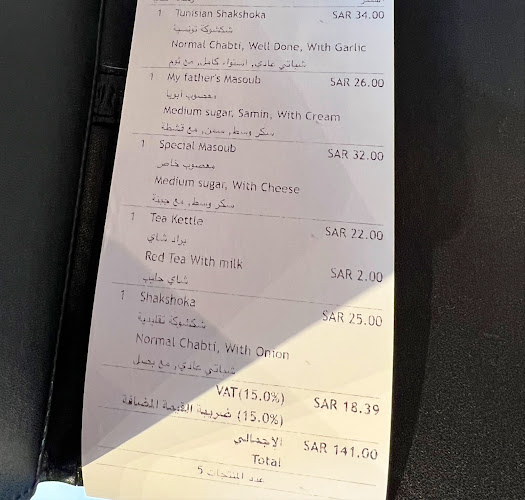 1 Tunisian Shakshoka SAR 34.00
شكشوكة تونسية
Normal Chabti, Well Done, With Garlic
شباتي عادي, استواء كامل, مع ثوم
1 My father's Masoub SAR 26.00
معصوب ابويا
Medium sugar, Samin, With Cream
سكر وسط, سمن, مع قشطة
1 Special Masoub SAR 32.00
معصوب خاص
Medium sugar, With Cheese
سكر وسط, مع جبنة
1 Tea Kettle SAR 22.00
براد شاي
Red Tea With milk SAR 2.00
شاي حليب
1 Shakshoka SAR 25.00
شكشوكة تقليدية
Normal Chabti, With Onion
شباتي عادي, مع بصل
VAT(15.0%) SAR 18.39
ضريبة القيمة المضافة (15.0%)
الاجمالي SAR 141.00
Total
عدد المنتجات 5